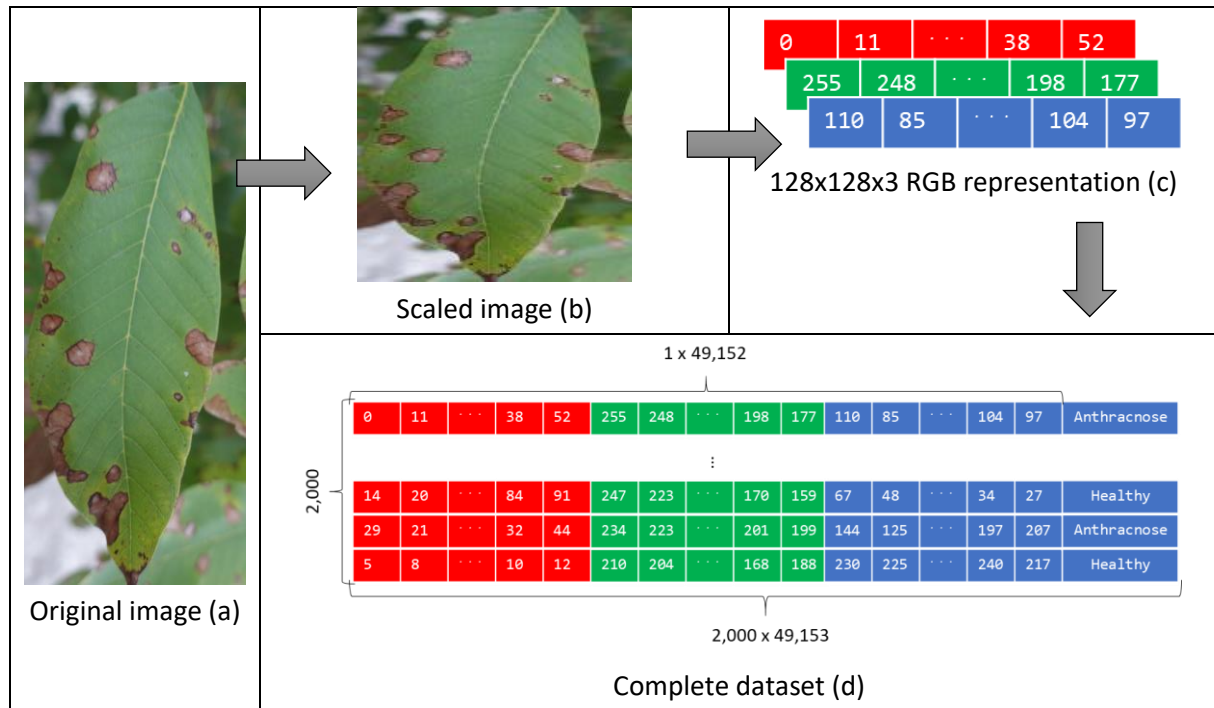 Original image (a)
Scaled image (b)
0 11 ··· 38 52
255 248 ··· 198 177
110 85 ··· 104 97
128x128x3 RGB representation (c)
1 x 49,152
2,000
0 11 ··· 38 52 255 248 ··· 198 177 110 85 ··· 104 97 Anthracnose
⋮
14 20 ··· 84 91 247 223 ··· 170 159 67 48 ··· 34 27 Healthy
29 21 ··· 32 44 234 223 ··· 201 199 144 125 ··· 197 207 Anthracnose
5 8 ··· 10 12 210 204 ··· 168 188 230 225 ··· 240 217 Healthy
2,000 x 49,153
Complete dataset (d)